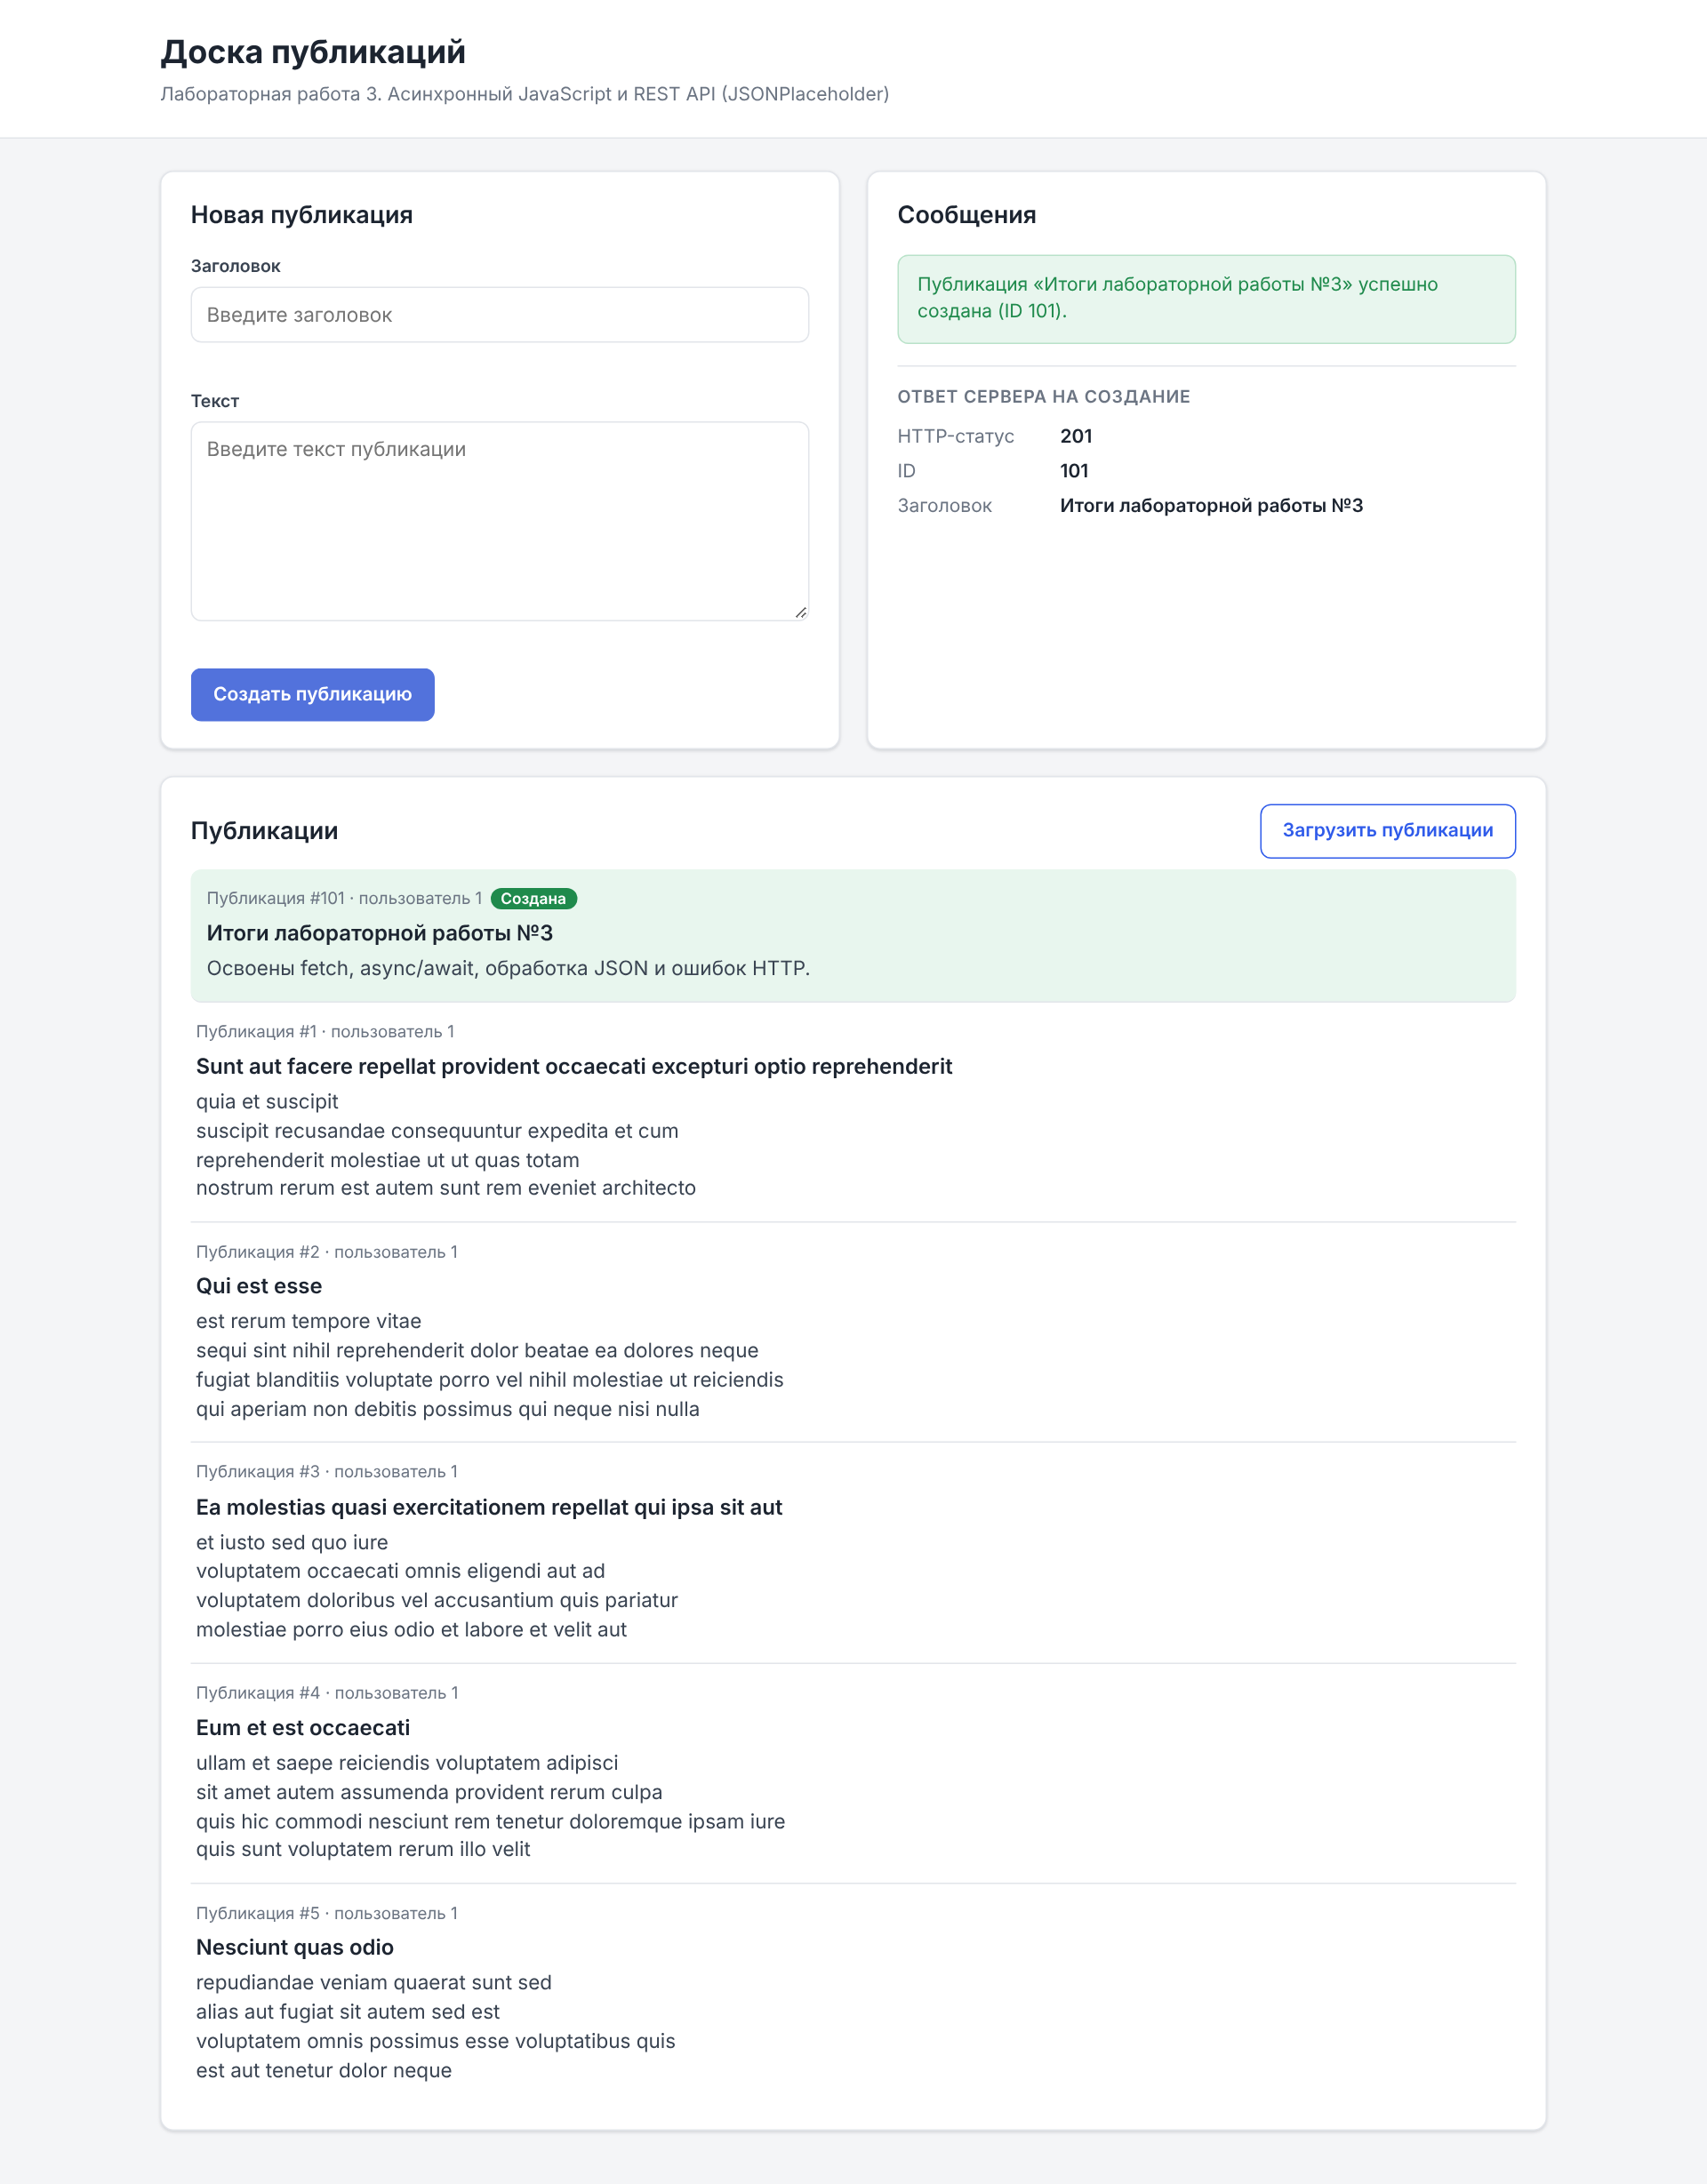 Доска публикаций
Лабораторная работа 3. Асинхронный JavaScript и REST API (JSONPlaceholder)
Новая публикация
Заголовок
Введите заголовок
Текст
Введите текст публикации
Создать публикацию
Сообщения
Публикация «Итоги лабораторной работы №3» успешно
создана (ID 101).
ОТВЕТ СЕРВЕРА НА СОЗДАНИЕ
HTTP-статус 201
ID 101
Заголовок Итоги лабораторной работы №3
Публикации
Загрузить публикации
Публикация #101 · пользователь 1 Создана
Итоги лабораторной работы №3
Освоены fetch, async/await, обработка JSON и ошибок HTTP.
Публикация #1 · пользователь 1
Sunt aut facere repellat provident occaecati excepturi optio reprehenderit
quia et suscipit
suscipit recusandae consequuntur expedita et cum
reprehenderit molestiae ut ut quas totam
nostrum rerum est autem sunt rem eveniet architecto
Публикация #2 · пользователь 1
Qui est esse
est rerum tempore vitae
sequi sint nihil reprehenderit dolor beatae ea dolores neque
fugiat blanditiis voluptate porro vel nihil molestiae ut reiciendis
qui aperiam non debitis possimus qui neque nisi nulla
Публикация #3 · пользователь 1
Ea molestias quasi exercitationem repellat qui ipsa sit aut
et iusto sed quo iure
voluptatem occaecati omnis eligendi aut ad
voluptatem doloribus vel accusantium quis pariatur
molestiae porro eius odio et labore et velit aut
Публикация #4 · пользователь 1
Eum et est occaecati
ullam et saepe reiciendis voluptatem adipisci
sit amet autem assumenda provident rerum culpa
quis hic commodi nesciunt rem tenetur doloremque ipsam iure
quis sunt voluptatem rerum illo velit
Публикация #5 · пользователь 1
Nesciunt quas odio
repudiandae veniam quaerat sunt sed
alias aut fugiat sit autem sed est
voluptatem omnis possimus esse voluptatibus quis
est aut tenetur dolor neque